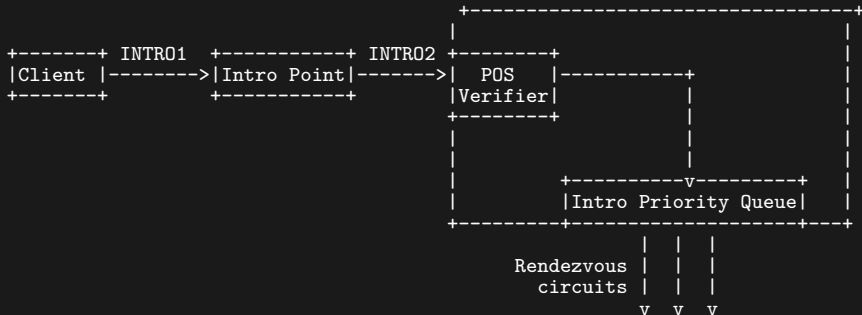 Client INTRO1 Intro Point INTRO2 POS
Verifier
Intro Priority Queue
Rendezvous
circuits